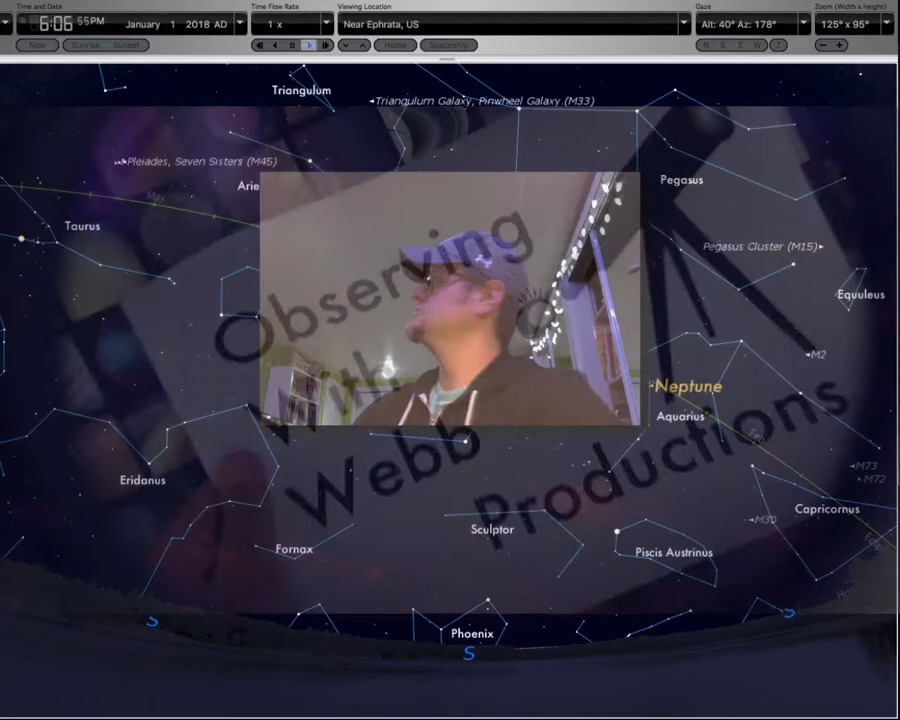 Time and Date
Time Flow Rate
Viewing Location
Gaze
Zoom (Width x Height)
6:06 55 PM January 1 2018 AD
1 x
Near Ephrata, US
Alt: 40° Az: 178°
125° x 95°
Now Sunrise Sunset
Home Spaceship
N S E W Z
Triangulum
Triangulum Galaxy, Pinwheel Galaxy (M33)
Pleiades, Seven Sisters (M45)
Arie
Pegasus
May
Taurus
Pegasus Cluster (M15)
Equuleus
Observing
With
Webb
Productions
M2
Neptune
Aquarius
M73
M72
Eridanus
Capricornus
M30
Sculptor
Fornax
Piscis Austrinus
S
Phoenix
S